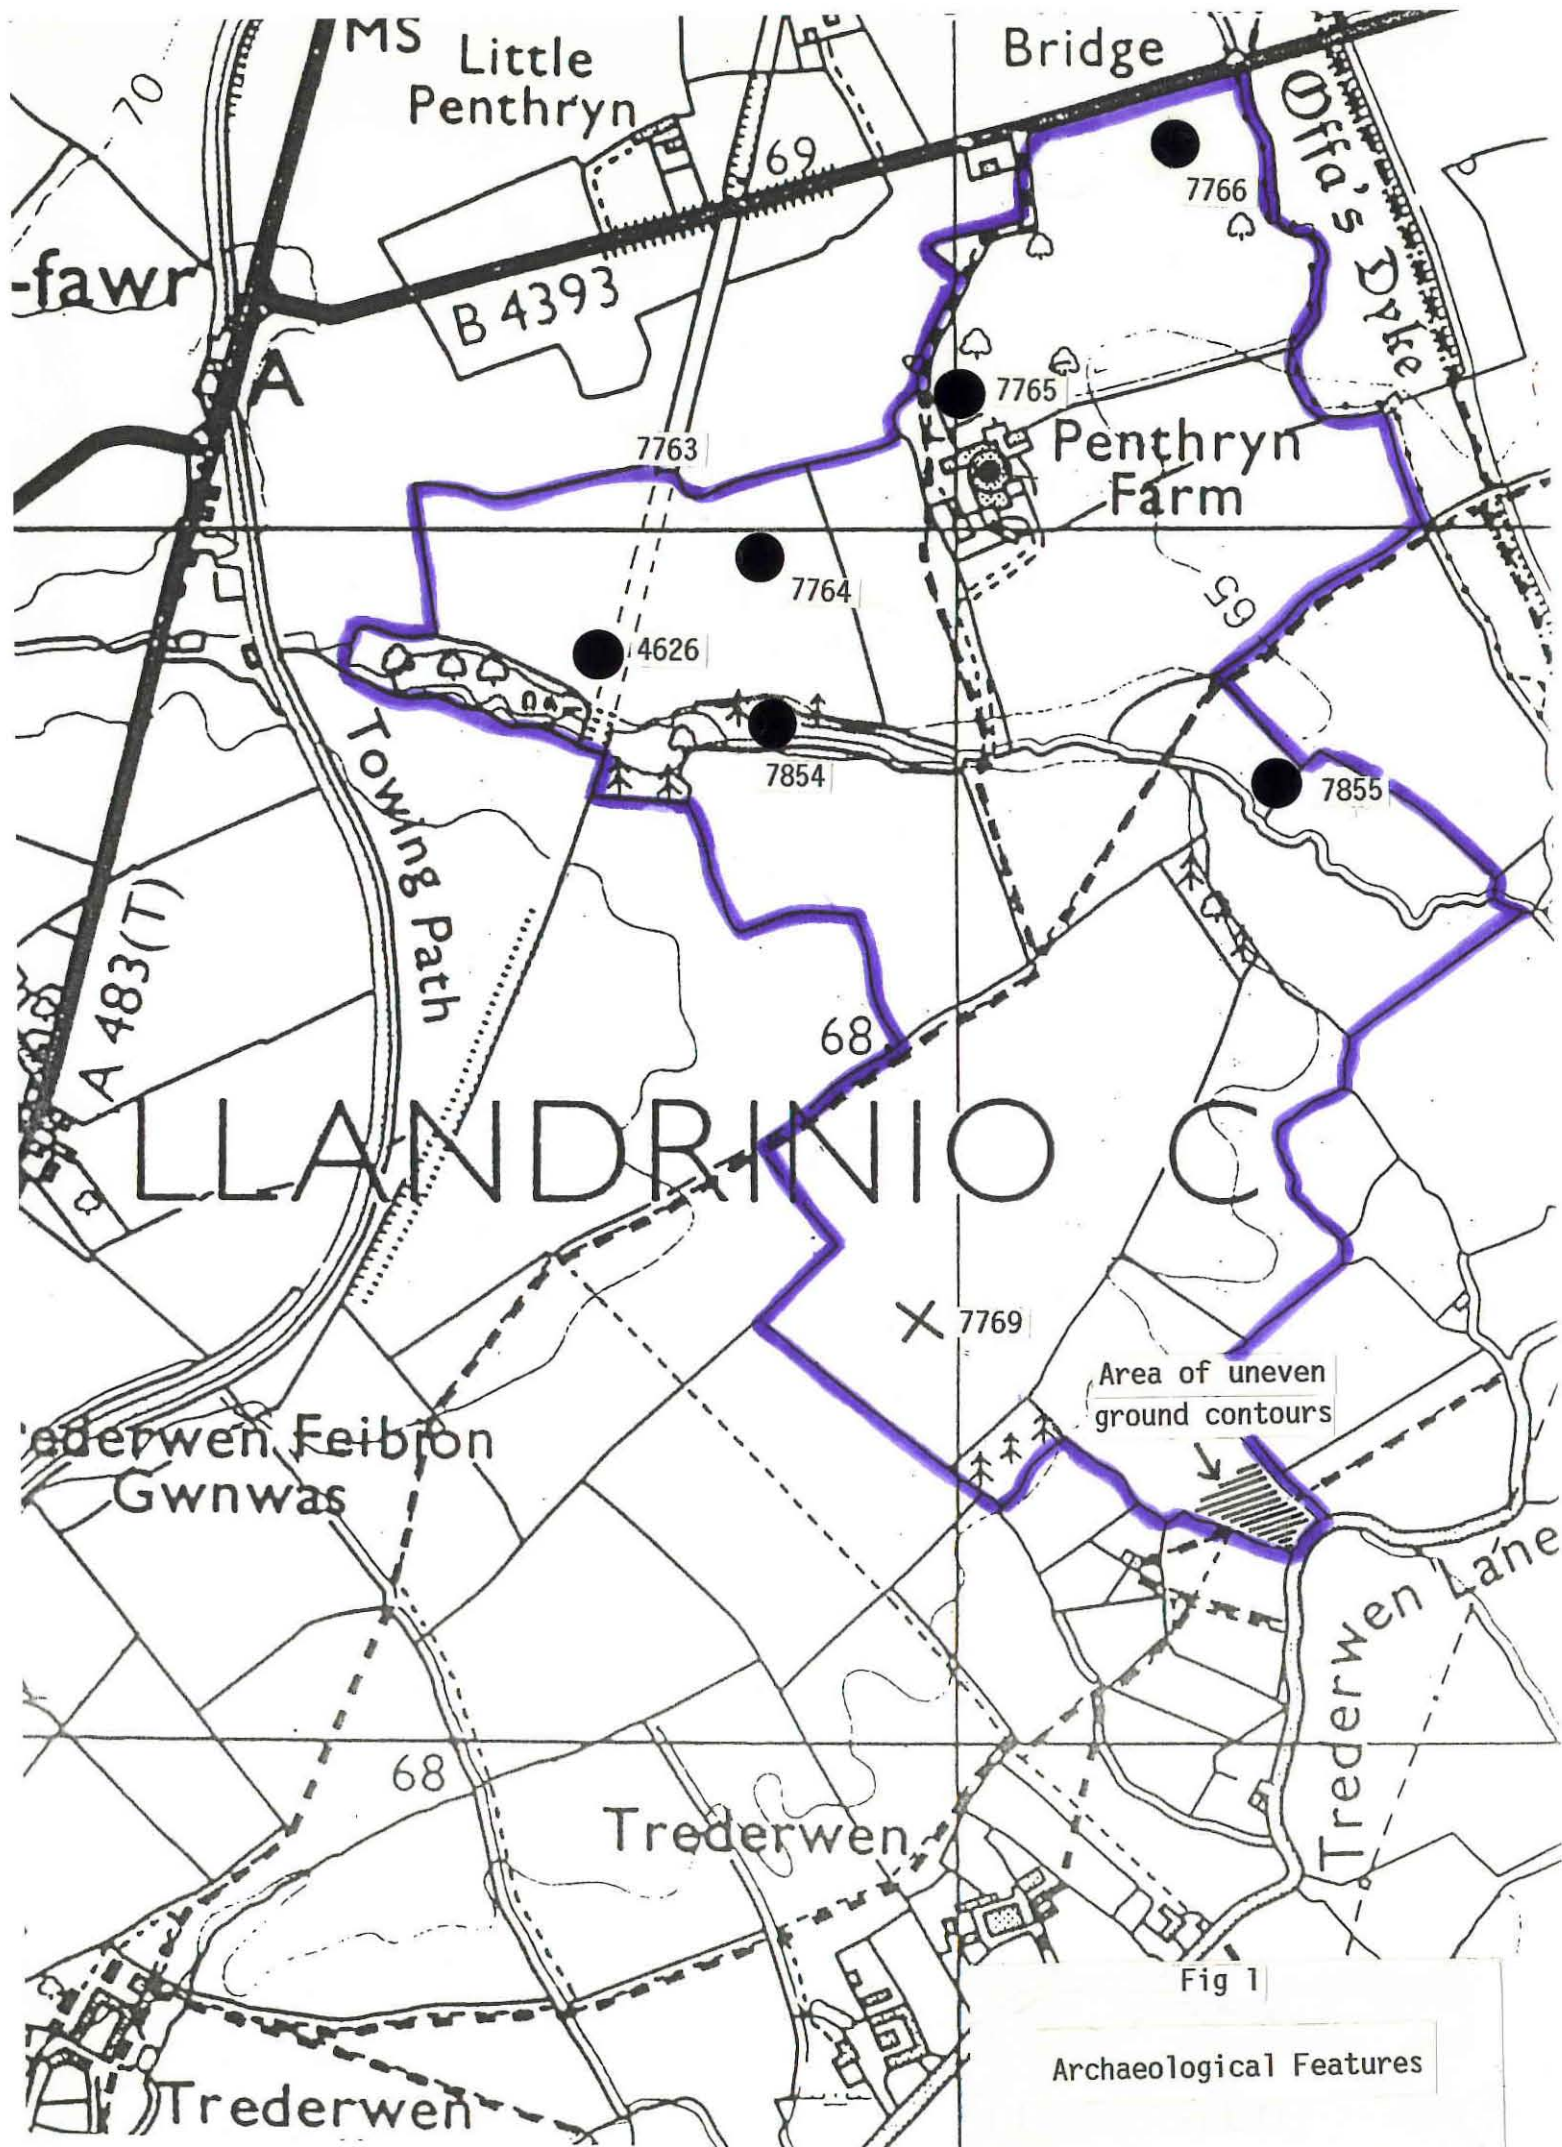 MS
Little
Penthryn
Bridge
70
69
7766
Offa's Dyke
-fawr
B 4393
A
7765
7763
Penthryn
Farm
7764
65
4626
7854
7855
Towing Path
A 483(T)
68
LLANDRINIO C
7769
Area of uneven
ground contours
ederwen Feibion
Gwnwas
Trederwen Lane
68
Trederwen
Fig 1
Archaeological Features
Trederwen